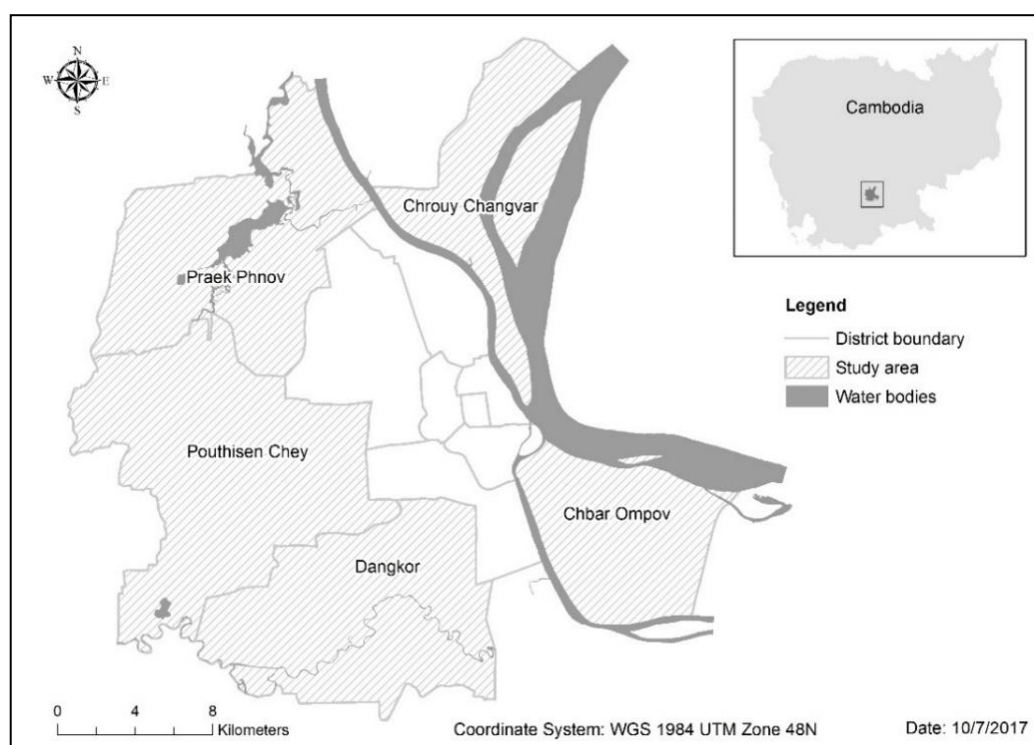 N
W E
S
Cambodia
Chrouy Changvar
Praek Phnov
Legend
District boundary
Study area
Water bodies
Pouthisen Chey
Chbar Ompov
Dangkor
0 4 8
Kilometers
Coordinate System: WGS 1984 UTM Zone 48N
Date: 10/7/2017